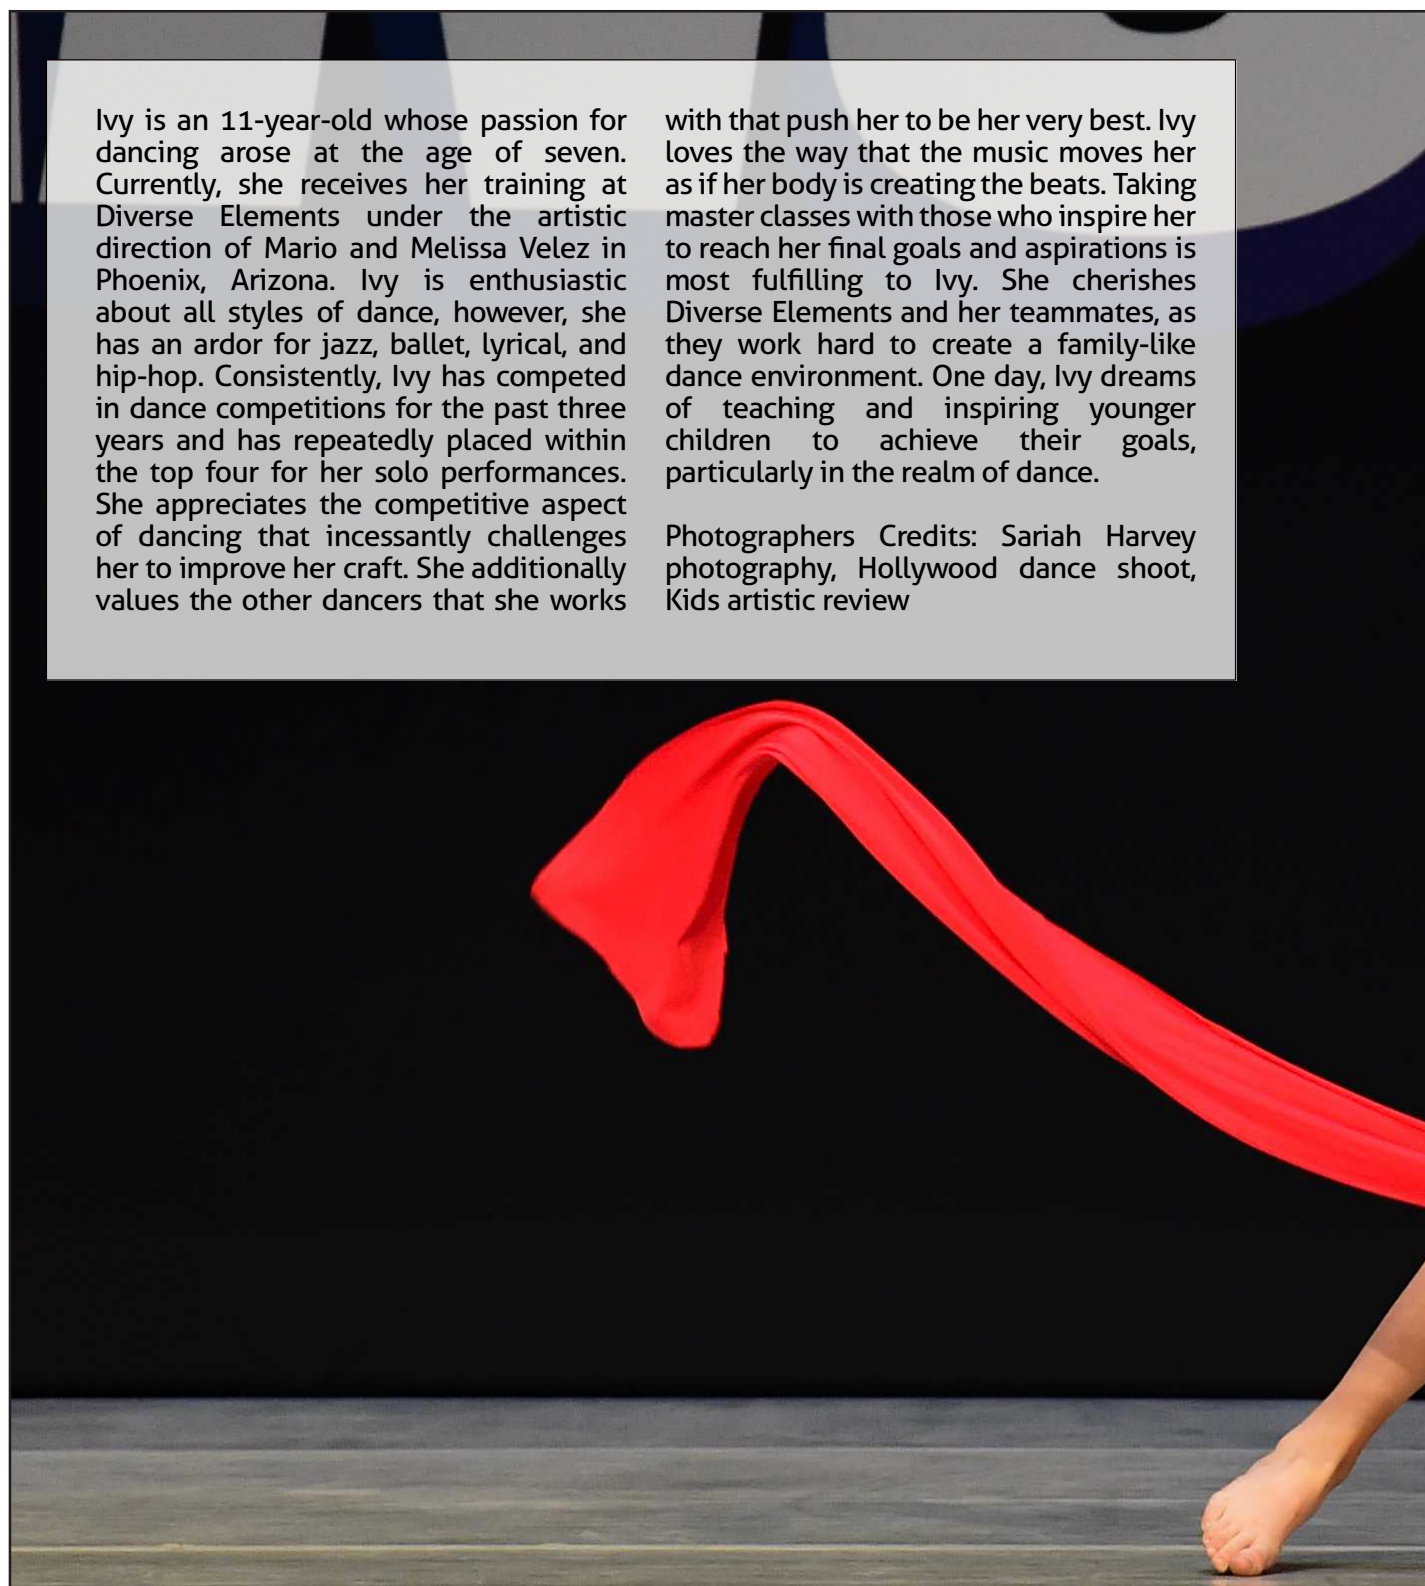 Ivy is an 11-year-old whose passion for
dancing arose at the age of seven.
Currently, she receives her training at
Diverse Elements under the artistic
direction of Mario and Melissa Velez in
Phoenix, Arizona. Ivy is enthusiastic
about all styles of dance, however, she
has an ardor for jazz, ballet, lyrical, and
hip-hop. Consistently, Ivy has competed
in dance competitions for the past three
years and has repeatedly placed within
the top four for her solo performances.
She appreciates the competitive aspect
of dancing that incessantly challenges
her to improve her craft. She additionally
values the other dancers that she works
with that push her to be her very best. Ivy
loves the way that the music moves her
as if her body is creating the beats. Taking
master classes with those who inspire her
to reach her final goals and aspirations is
most fulfilling to Ivy. She cherishes
Diverse Elements and her teammates, as
they work hard to create a family-like
dance environment. One day, Ivy dreams
of teaching and inspiring younger
children to achieve their goals,
particularly in the realm of dance.
Photographers Credits: Sariah Harvey
photography, Hollywood dance shoot,
Kids artistic review